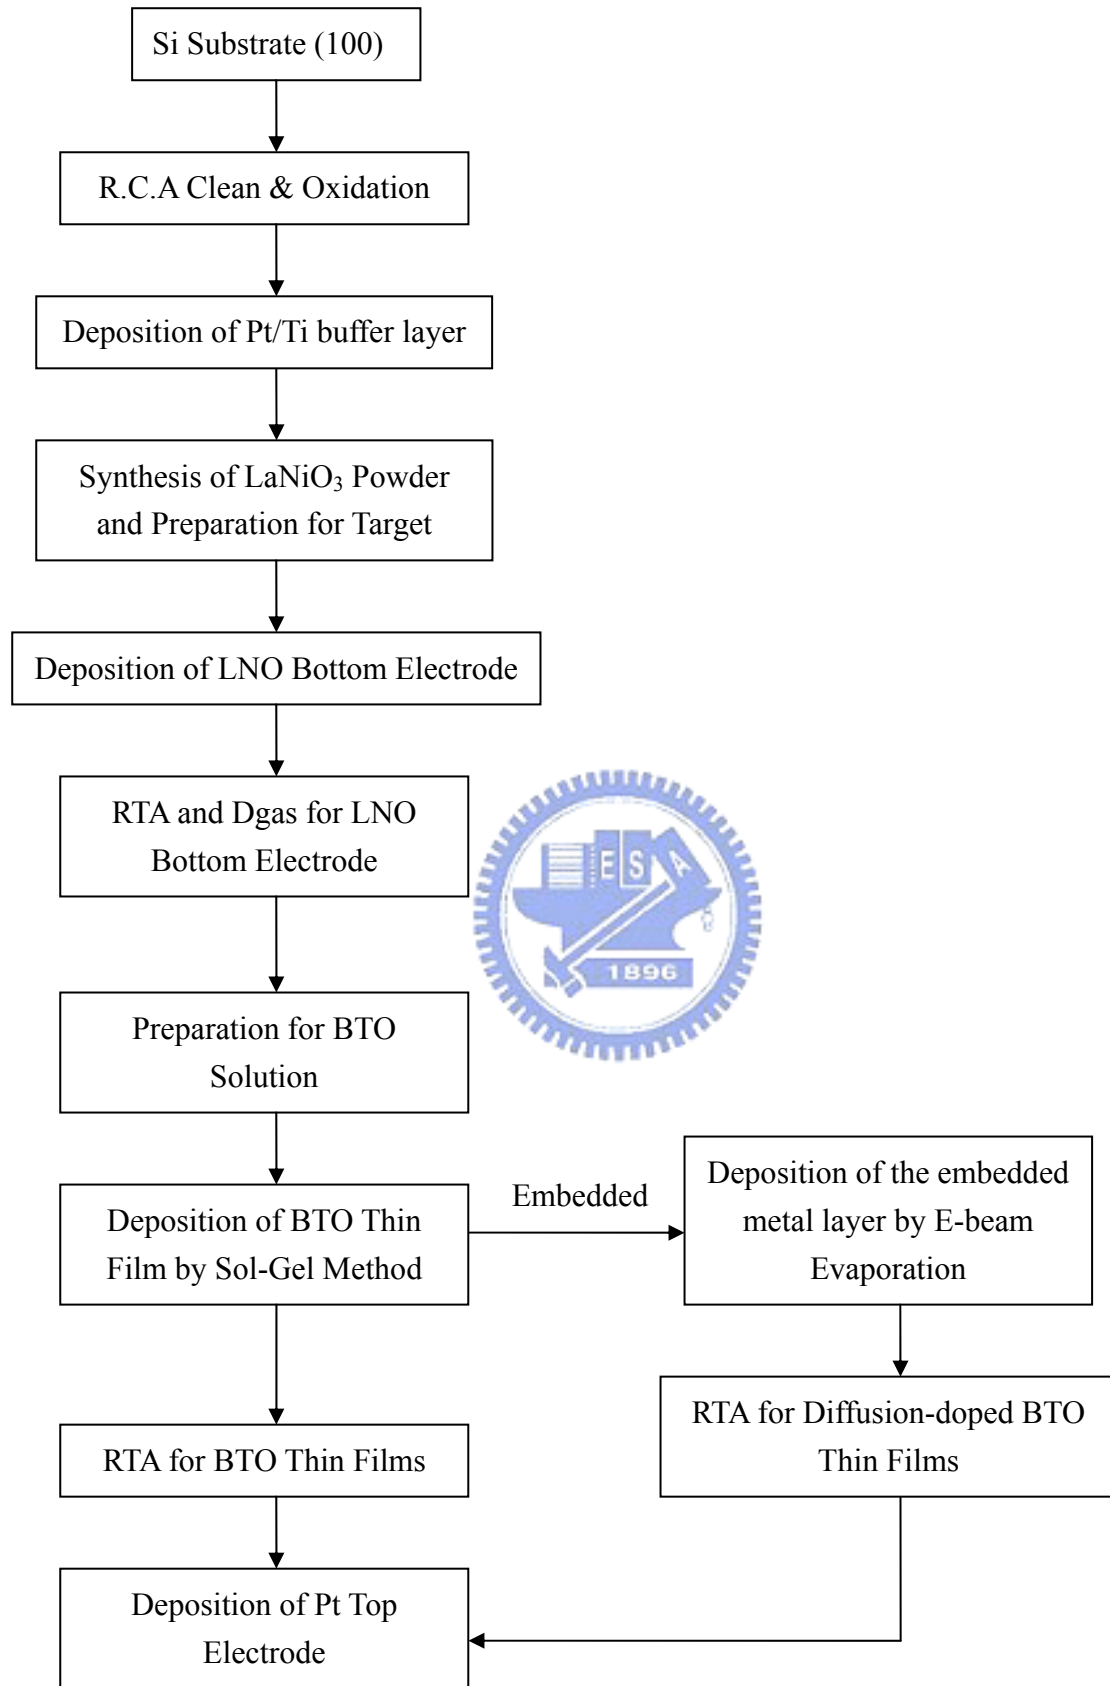 Si Substrate (100)
R.C.A Clean & Oxidation
Deposition of Pt/Ti buffer layer
Synthesis of LaNiO₃ Powder
and Preparation for Target
Deposition of LNO Bottom Electrode
RTA and Dgas for LNO
Bottom Electrode
E S A
1896
Preparation for BTO
Solution
Deposition of BTO Thin
Film by Sol-Gel Method
Embedded
Deposition of the embedded
metal layer by E-beam
Evaporation
RTA for Diffusion-doped BTO
Thin Films
RTA for BTO Thin Films
Deposition of Pt Top
Electrode